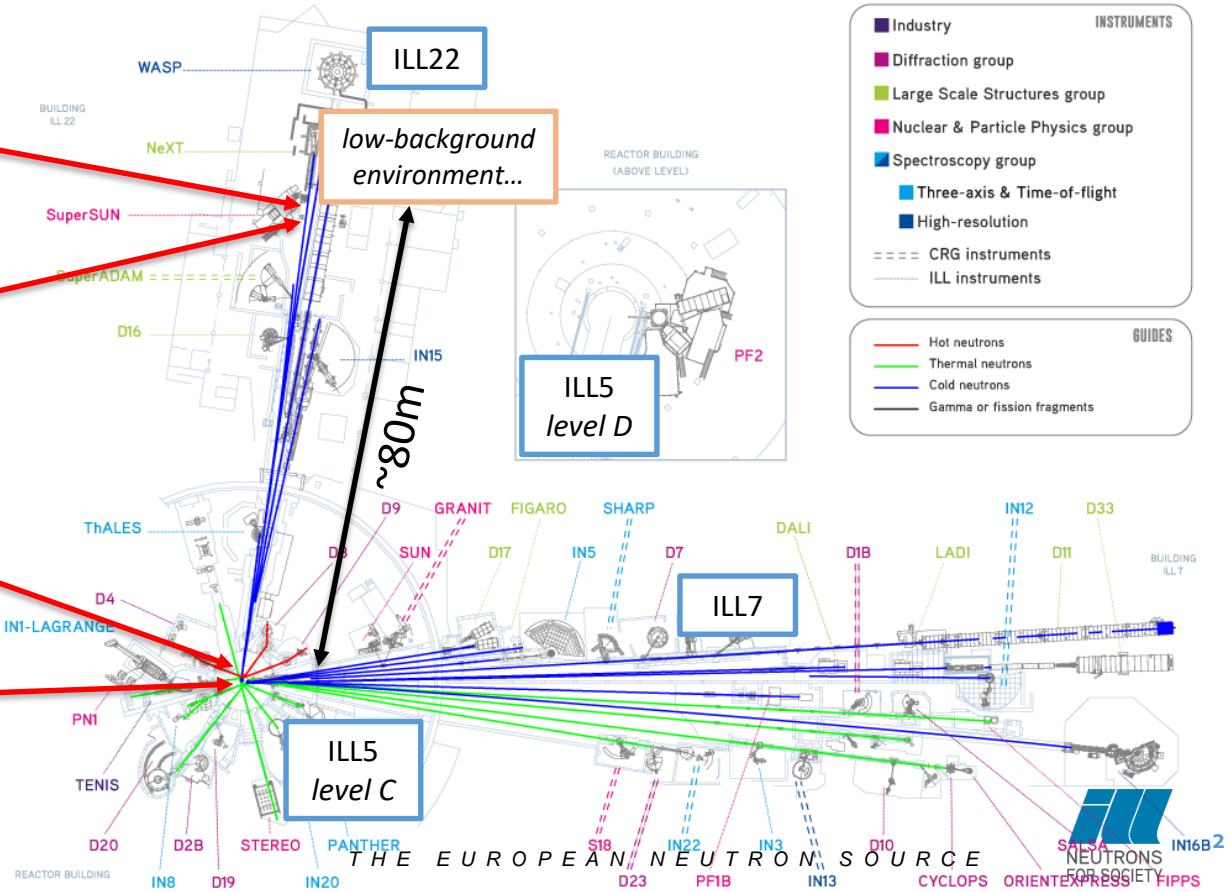 WASP
ILL22
BUILDING
ILL 22
NeXT
low-background
environment…
SuperSUN
SuperADAM
D16
IN15
~80m
REACTOR BUILDING
(ABOVE LEVEL)
PF2
ILL5
level D
INSTRUMENTS
Industry
Diffraction group
Large Scale Structures group
Nuclear & Particle Physics group
Spectroscopy group
Three-axis & Time-of-flight
High-resolution
CRG instruments
ILL instruments
GUIDES
Hot neutrons
Thermal neutrons
Cold neutrons
Gamma or fission fragments
ThALES
D3
D9
SUN
GRANIT
D17
FIGARO
IN5
SHARP
D7
DALI
D1B
LADI
IN12
D11
D33
BUILDING
ILL 7
ILL7
D4
IN1-LAGRANGE
PN1
TENIS
ILL5
level C
D20
D2B
STEREO
PANTHER
S18
IN22
IN3
D10
SALSA
IN16B
2
REACTOR BUILDING
IN8
D19
IN20
D23
PF1B
IN13
CYCLOPS
ORIENTEXPRESS
FIPPS
THE EUROPEAN NEUTRON SOURCE
ILL
NEUTRONS
FOR SOCIETY